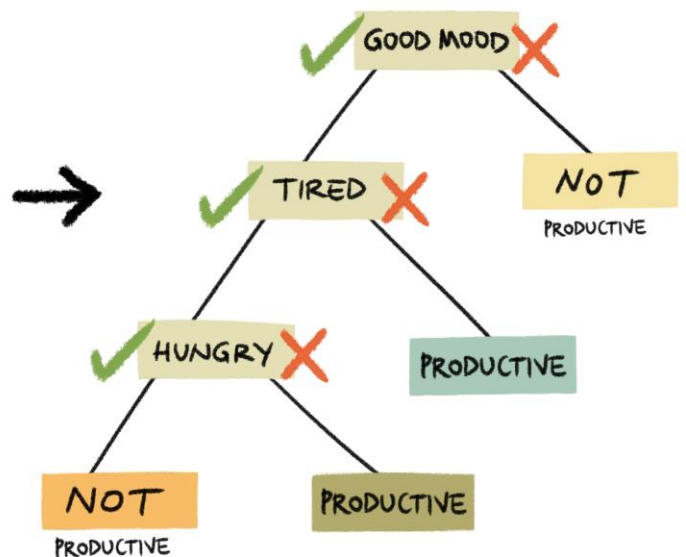 GOOD MOOD
TIRED
NOT
PRODUCTIVE
HUNGRY
PRODUCTIVE
NOT
PRODUCTIVE
PRODUCTIVE